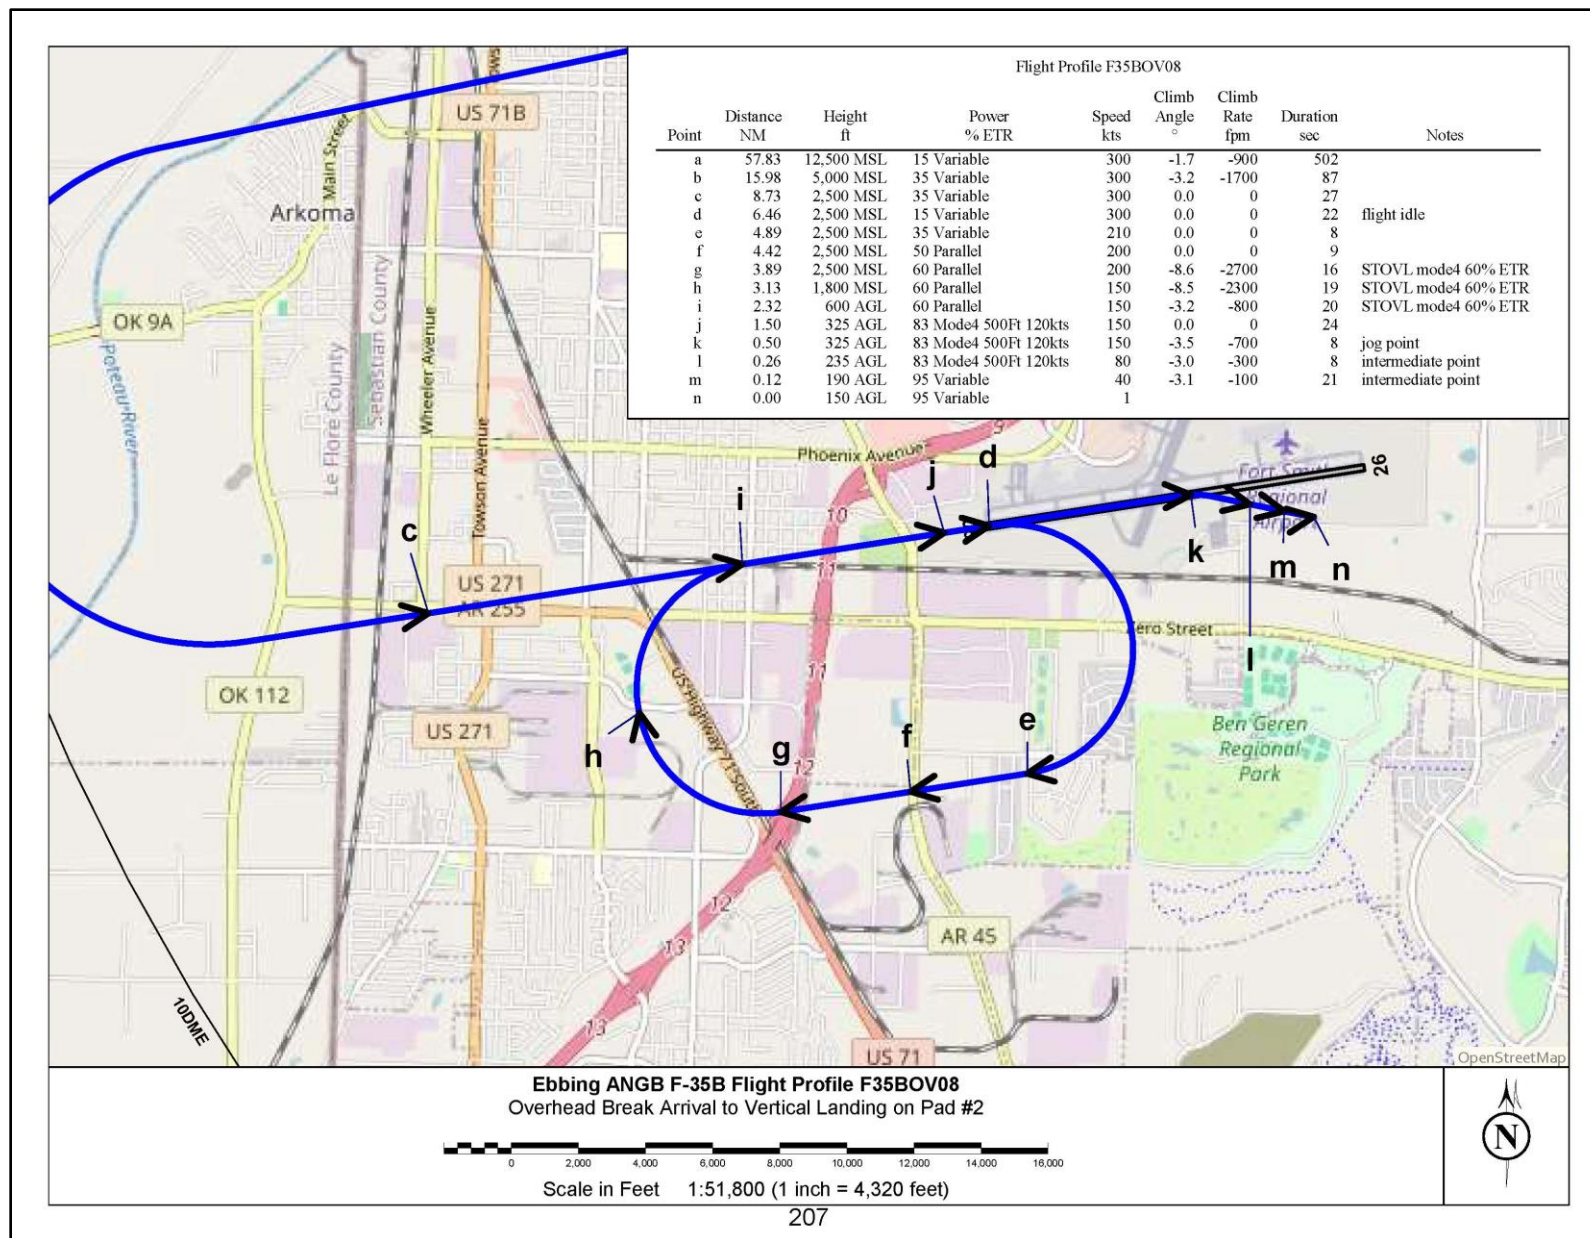 Flight Profile F35BOV08
Point Distance NM Height ft Power % ETR Speed kts Climb Angle ° Climb Rate fpm Duration sec Notes
a 57.83 12,500 MSL 15 Variable 300 -1.7 -900 502
b 15.98 5,000 MSL 35 Variable 300 -3.2 -1700 87
c 8.73 2,500 MSL 35 Variable 300 0.0 0 27
d 6.46 2,500 MSL 15 Variable 300 0.0 0 22 flight idle
e 4.89 2,500 MSL 35 Variable 210 0.0 0 8
f 4.42 2,500 MSL 50 Parallel 200 0.0 0 9
g 3.89 2,500 MSL 60 Parallel 200 -8.6 -2700 16 STOVL mode4 60% ETR
h 3.13 1,800 MSL 60 Parallel 150 -8.5 -2300 19 STOVL mode4 60% ETR
i 2.32 600 AGL 60 Parallel 150 -3.2 -800 20 STOVL mode4 60% ETR
j 1.50 325 AGL 83 Mode4 500Ft 120kts 150 0.0 0 24
k 0.50 325 AGL 83 Mode4 500Ft 120kts 150 -3.5 -700 8 jog point
l 0.26 235 AGL 83 Mode4 500Ft 120kts 80 -3.0 -300 8 intermediate point
m 0.12 190 AGL 95 Variable 40 -3.1 -100 21 intermediate point
n 0.00 150 AGL 95 Variable 1
US 71B
Main Street
Arkoma
OK 9A
Poteau River
Le Flore County
Sebastian County
Wheeler Avenue
Towson Avenue
Phoenix Avenue
9
10
11
11
12
12
13
13
Fort Smith
Regional
Airport
26
c
i
j
d
k
l
m
n
US 271
AR 255
Zero Street
OK 112
US 271
US Highway 71 South
h
g
f
e
Ben Geren
Regional
Park
AR 45
US 71
10DME
OpenStreetMap
Ebbing ANGB F-35B Flight Profile F35BOV08
Overhead Break Arrival to Vertical Landing on Pad #2
0 2,000 4,000 6,000 8,000 10,000 12,000 14,000 16,000
Scale in Feet 1:51,800 (1 inch = 4,320 feet)
N
207